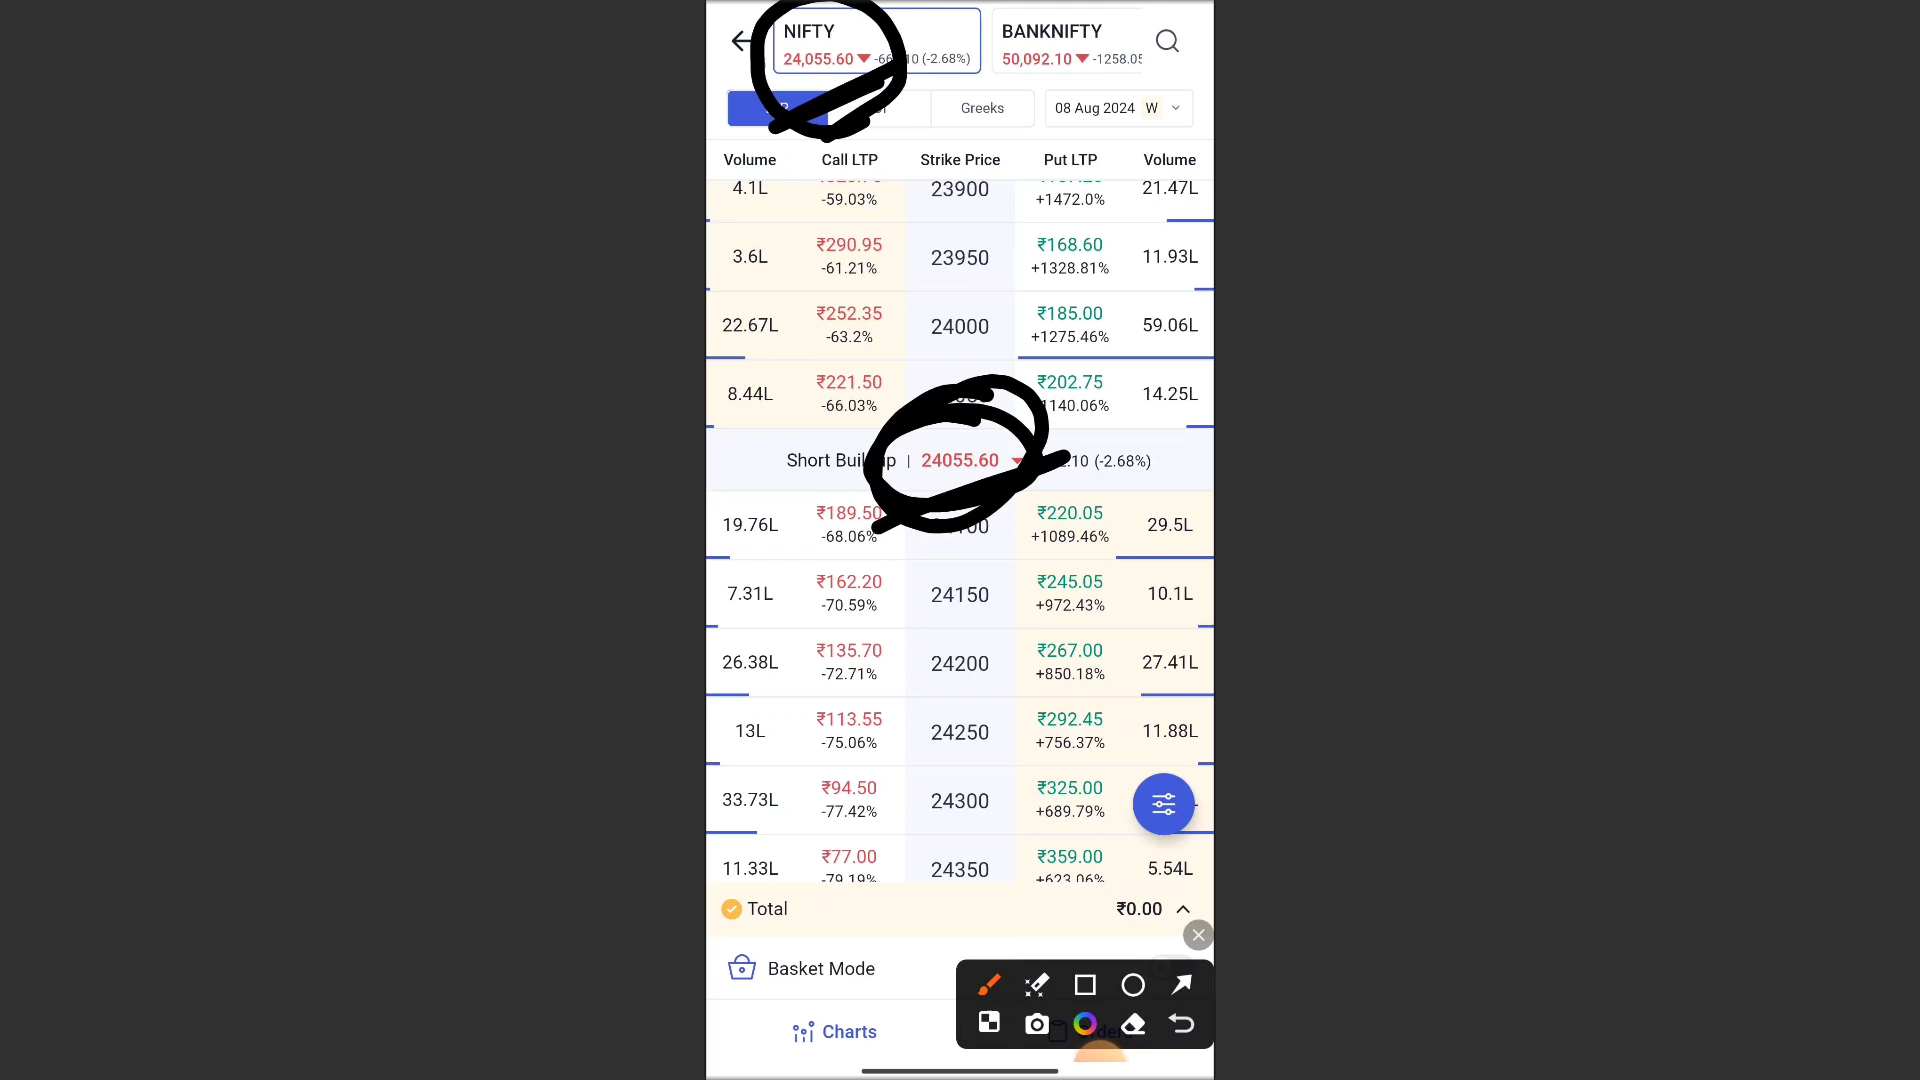 NIFTY
24,055.60 10 (-2.68%)
BANKNIFTY
50,092.10 -1258.05
Greeks
08 Aug 2024 W
Volume Call LTP Strike Price Put LTP Volume
4.1L -59.03% 23900 +1472.0% 21.47L
3.6L ₹290.95 -61.21% 23950 ₹168.60 +1328.81% 11.93L
22.67L ₹252.35 -63.2% 24000 ₹185.00 +1275.46% 59.06L
8.44L ₹221.50 -66.03% ₹202.75 1140.06% 14.25L
Short | 24055.60 .10 (-2.68%)
19.76L ₹189.50 -68.06% ₹220.05 +1089.46% 29.5L
7.31L ₹162.20 -70.59% 24150 ₹245.05 +972.43% 10.1L
26.38L ₹135.70 -72.71% 24200 ₹267.00 +850.18% 27.41L
13L ₹113.55 -75.06% 24250 ₹292.45 +756.37% 11.88L
33.73L ₹94.50 -77.42% 24300 ₹325.00 +689.79%
11.33L ₹77.00 -79.19% 24350 ₹359.00 +623.06% 5.54L
Total ₹0.00
Basket Mode
Charts